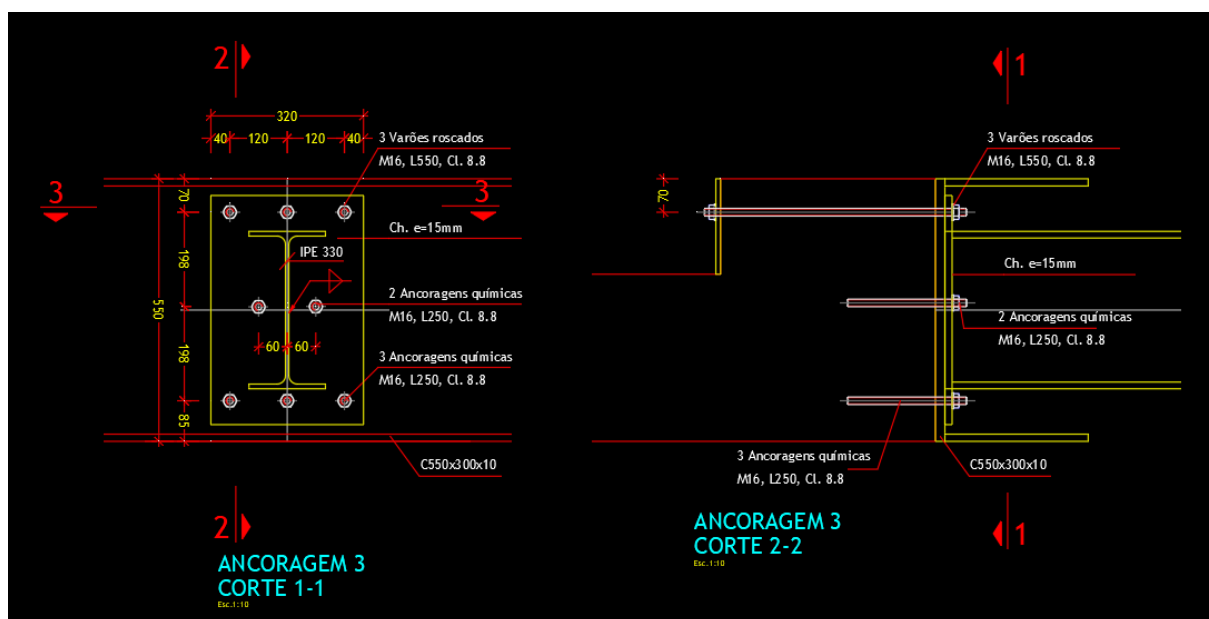 2
320
40
120
120
40
3 Varões roscados
M16, L550, Cl. 8.8
3
3
70
Ch. e=15mm
IPE 330
198
550
2 Ancoragens químicas
M16, L250, Cl. 8.8
60
60
198
3 Ancoragens químicas
M16, L250, Cl. 8.8
85
C550x300x10
2
ANCORAGEM 3
CORTE 1-1
Esc.1:10
1
3 Varões roscados
M16, L550, Cl. 8.8
70
Ch. e=15mm
2 Ancoragens químicas
M16, L250, Cl. 8.8
3 Ancoragens químicas
M16, L250, Cl. 8.8
C550x300x10
1
ANCORAGEM 3
CORTE 2-2
Esc.1:10